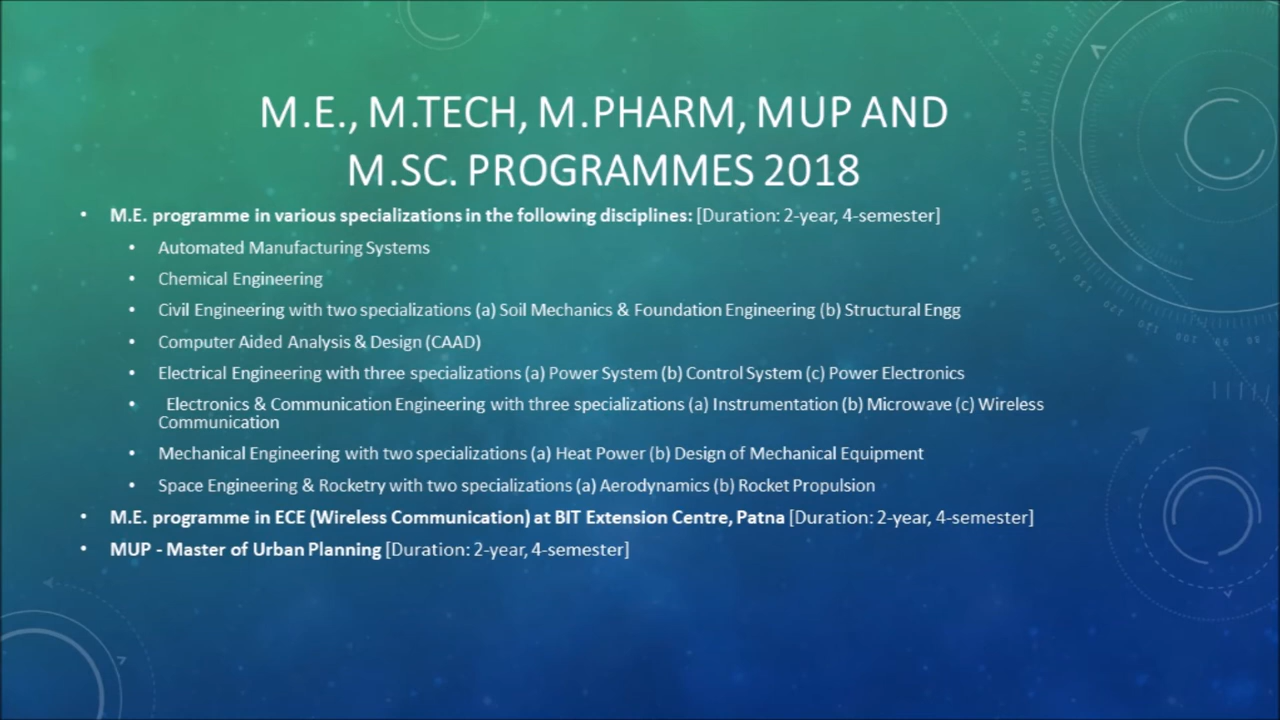 M.E., M.TECH, M.PHARM, MUP AND
M.SC. PROGRAMMES 2018
• M.E. programme in various specializations in the following disciplines: [Duration: 2-year, 4-semester]
• Automated Manufacturing Systems
• Chemical Engineering
• Civil Engineering with two specializations (a) Soil Mechanics & Foundation Engineering (b) Structural Engg
• Computer Aided Analysis & Design (CAAD)
• Electrical Engineering with three specializations (a) Power System (b) Control System (c) Power Electronics
• Electronics & Communication Engineering with three specializations (a) Instrumentation (b) Microwave (c) Wireless
Communication
• Mechanical Engineering with two specializations (a) Heat Power (b) Design of Mechanical Equipment
• Space Engineering & Rocketry with two specializations (a) Aerodynamics (b) Rocket Propulsion
• M.E. programme in ECE (Wireless Communication) at BIT Extension Centre, Patna [Duration: 2-year, 4-semester]
• MUP - Master of Urban Planning [Duration: 2-year, 4-semester]